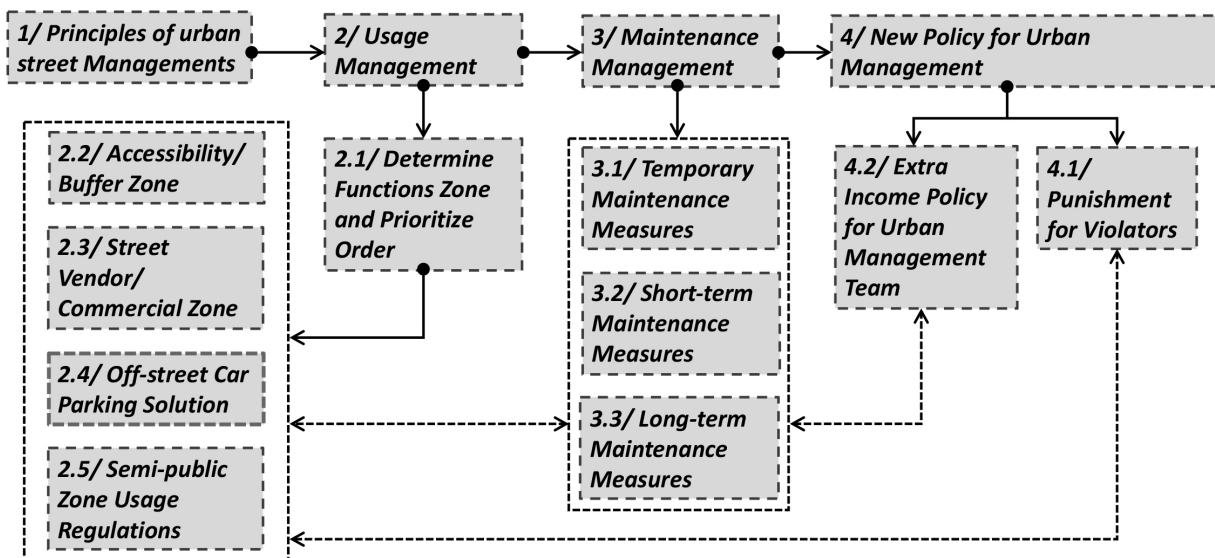 1/ Principles of urban
street Managements
2/ Usage
Management
3/ Maintenance
Management
4/ New Policy for Urban
Management
2.2/ Accessibility/
Buffer Zone
2.3/ Street
Vendor/
Commercial Zone
2.4/ Off-street Car
Parking Solution
2.5/ Semi-public
Zone Usage
Regulations
2.1/ Determine
Functions Zone
and Prioritize
Order
3.1/ Temporary
Maintenance
Measures
3.2/ Short-term
Maintenance
Measures
3.3/ Long-term
Maintenance
Measures
4.2/ Extra
Income Policy
for Urban
Management
Team
4.1/
Punishment
for Violators